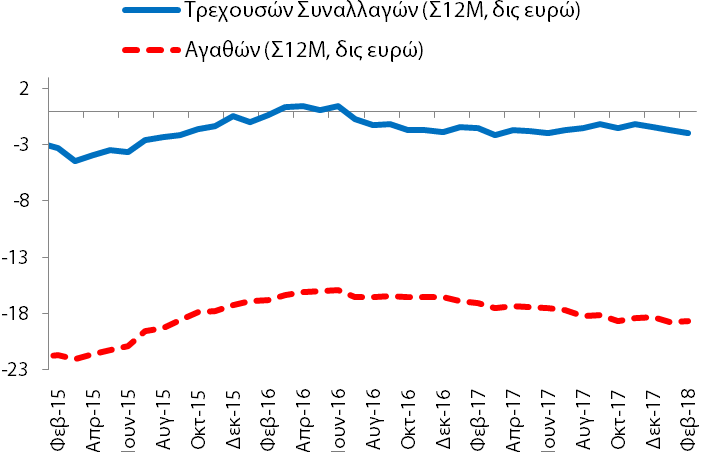 Τρεχουσών Συναλλαγών (Σ12Μ, δις ευρώ)
Αγαθών (Σ12Μ, δις ευρώ)
2
-3
-8
-13
-18
-23
Φεβ-15
Απρ-15
Ιουν-15
Αυγ-15
Οκτ-15
Δεκ-15
Φεβ-16
Απρ-16
Ιουν-16
Αυγ-16
Οκτ-16
Δεκ-16
Φεβ-17
Απρ-17
Ιουν-17
Αυγ-17
Οκτ-17
Δεκ-17
Φεβ-18